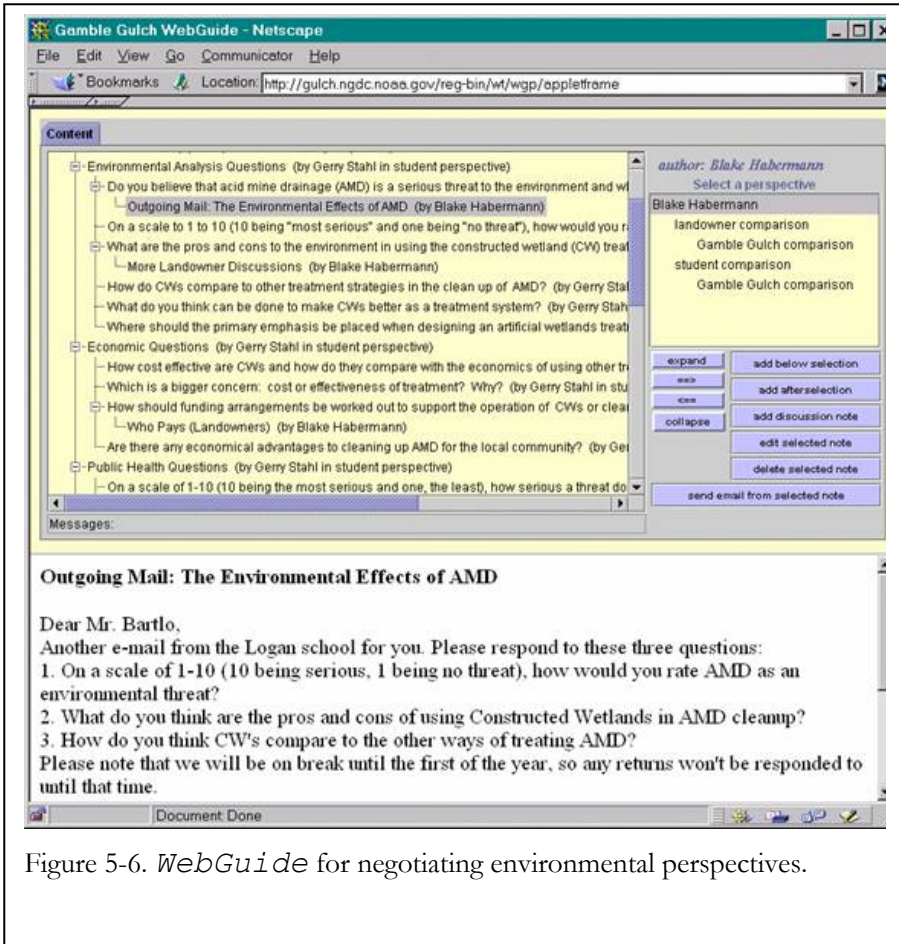 Gamble Gulch WebGuide - Netscape
File Edit View Go Communicator Help
Bookmarks Location: http://gulch.ngdc.noaa.gov/reg-bin/wt/wgp/appletframe
Content
Environmental Analysis Questions (by Gerry Stahl in student perspective)
Do you believe that acid mine drainage (AMD) is a serious threat to the environment and
Outgoing Mail: The Environmental Effects of AMD (by Blake Habermann)
On a scale to 1 to 10 (10 being "most serious" and one being "no threat"), how would you
What are the pros and cons to the environment in using the constructed wetland (CW)
More Landowner Discussions (by Blake Habermann)
How do CWs compare to other treatment strategies in the clean up of AMD? (by Gerry
What do you think can be done to make CWs better as a treatment system? (by Gerry
Where should the primary emphasis be placed when designing an artificial wetlands
Economic Questions (by Gerry Stahl in student perspective)
How cost effective are CWs and how do they compare with the economics of using other
Which is a bigger concern: cost or effectiveness of treatment? Why? (by Gerry Stahl in
How should funding arrangements be worked out to support the operation of CWs or
Who Pays (Landowners) (by Blake Habermann)
Are there any economical advantages to cleaning up AMD for the local community? (by
Public Health Questions (by Gerry Stahl in student perspective)
On a scale of 1-10 (10 being the most serious and one, the least), how serious a threat do
Messages:
author: Blake Habermann
Select a perspective
Blake Habermann
landowner comparison
Gamble Gulch comparison
student comparison
Gamble Gulch comparison
expand
==>
<==
collapse
add below selection
add afterselection
add discussion note
edit selected note
delete selected note
send email from selected note
Outgoing Mail: The Environmental Effects of AMD
Dear Mr. Bartlo,
Another e-mail from the Logan school for you. Please respond to these three questions:
1. On a scale of 1-10 (10 being serious, 1 being no threat), how would you rate AMD as an
environmental threat?
2. What do you think are the pros and cons of using Constructed Wetlands in AMD cleanup?
3. How do you think CW's compare to the other ways of treating AMD?
Please note that we will be on break until the first of the year, so any returns won't be responded to
until that time.
Document Done
Figure 5-6. WebGuide for negotiating environmental perspectives.